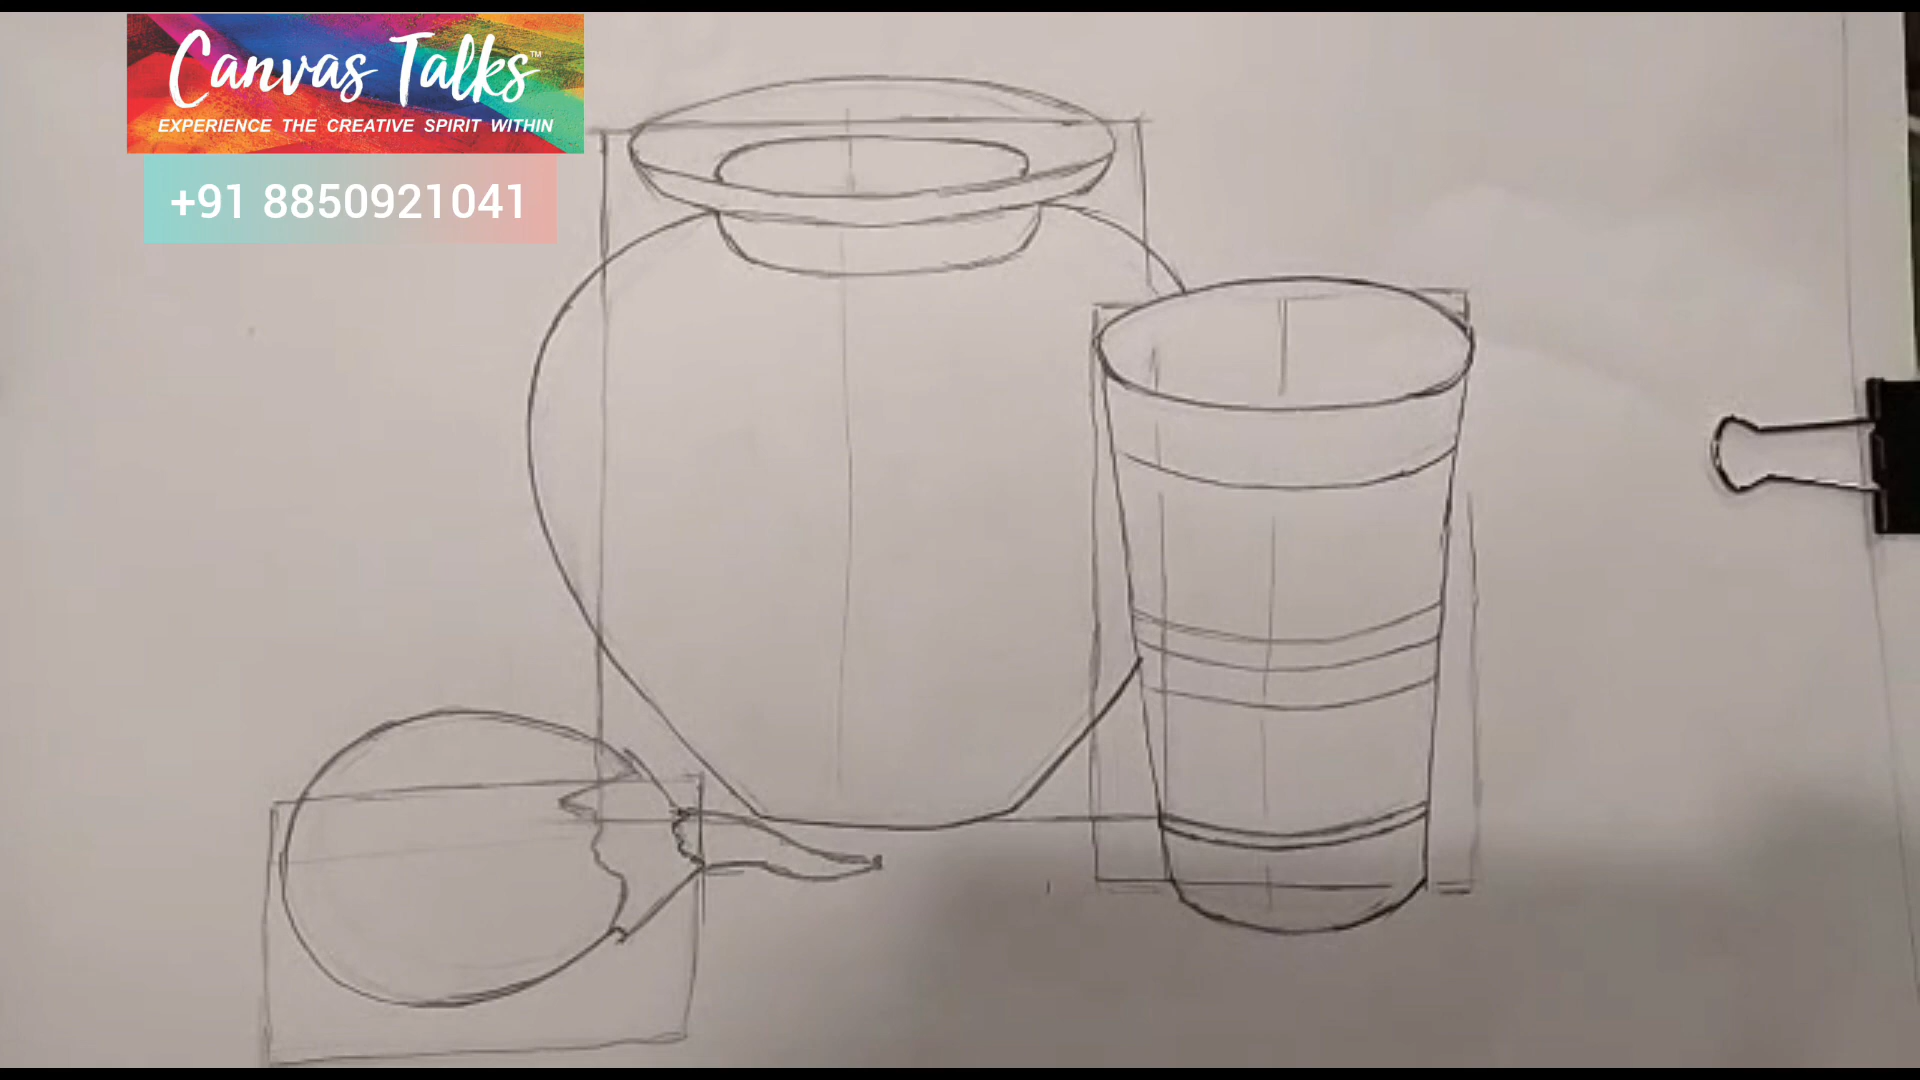 Canvas Talks™
EXPERIENCE THE CREATIVE SPIRIT WITHIN
+91 8850921041